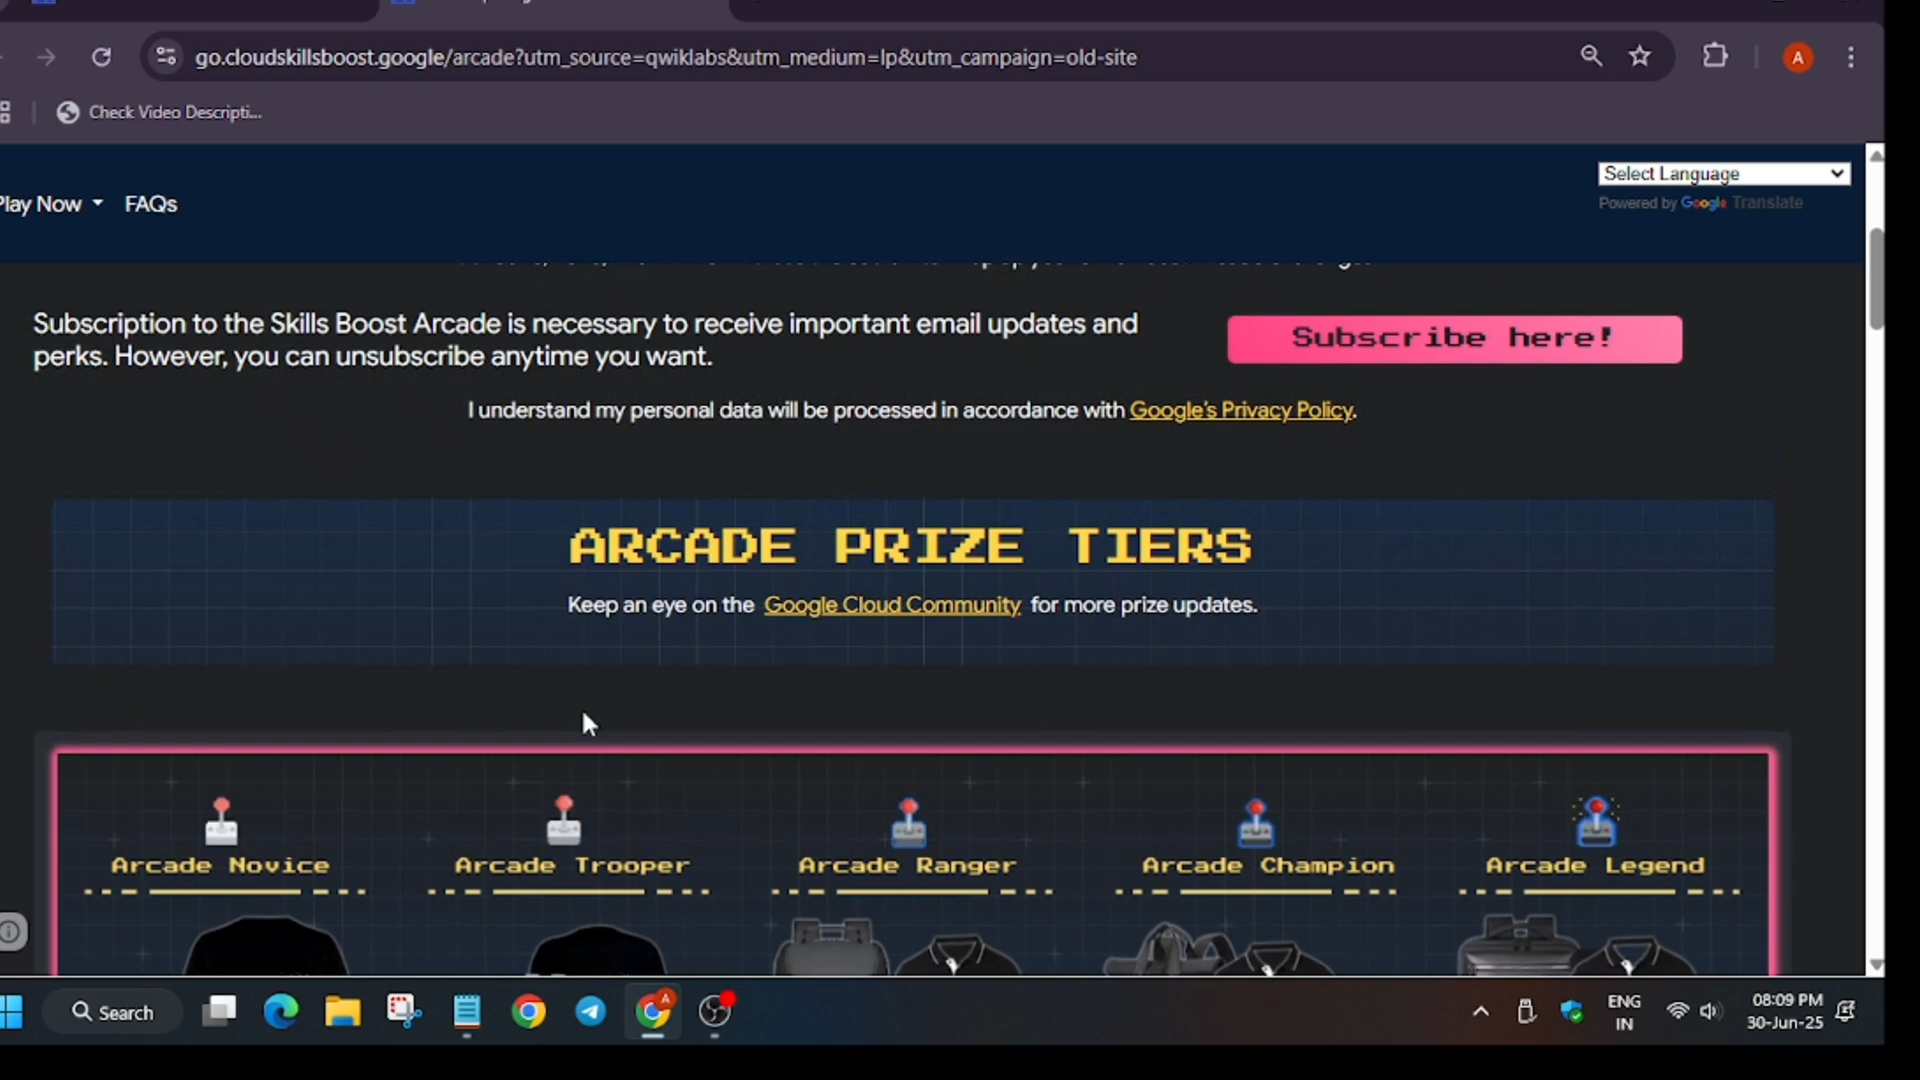 go.cloudskillsboost.google/arcade?utm_source=qwiklabs&utm_medium=lp&utm_campaign=old-site
A
Check Video Descripti...
Play Now
FAQs
Select Language
Powered by Google Translate
Subscription to the Skills Boost Arcade is necessary to receive important email updates and
perks. However, you can unsubscribe anytime you want.
Subscribe here!
I understand my personal data will be processed in accordance with Google's Privacy Policy.
ARCADE PRIZE TIERS
Keep an eye on the Google Cloud Community for more prize updates.
Arcade Novice
Arcade Trooper
Arcade Ranger
Arcade Champion
Arcade Legend
Search
A
ENG
IN
08:09 PM
30-Jun-25